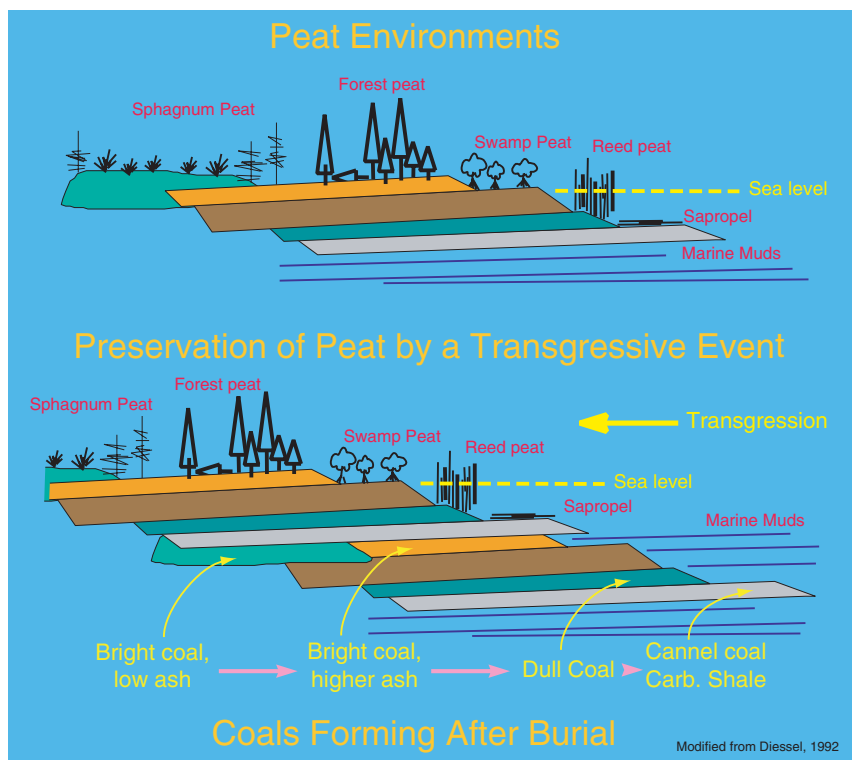 Peat Environments
Forest peat
Sphagnum Peat
Swamp Peat
Reed peat
Sea level
Sapropel
Marine Muds
Preservation of Peat by a Transgressive Event
Forest peat
Sphagnum Peat
Transgression
Swamp Peat
Reed peat
Sea level
Sapropel
Marine Muds
Bright coal,
low ash
Bright coal,
higher ash
Dull Coal
Cannel coal
Carb. Shale
Coals Forming After Burial
Modified from Diessel, 1992